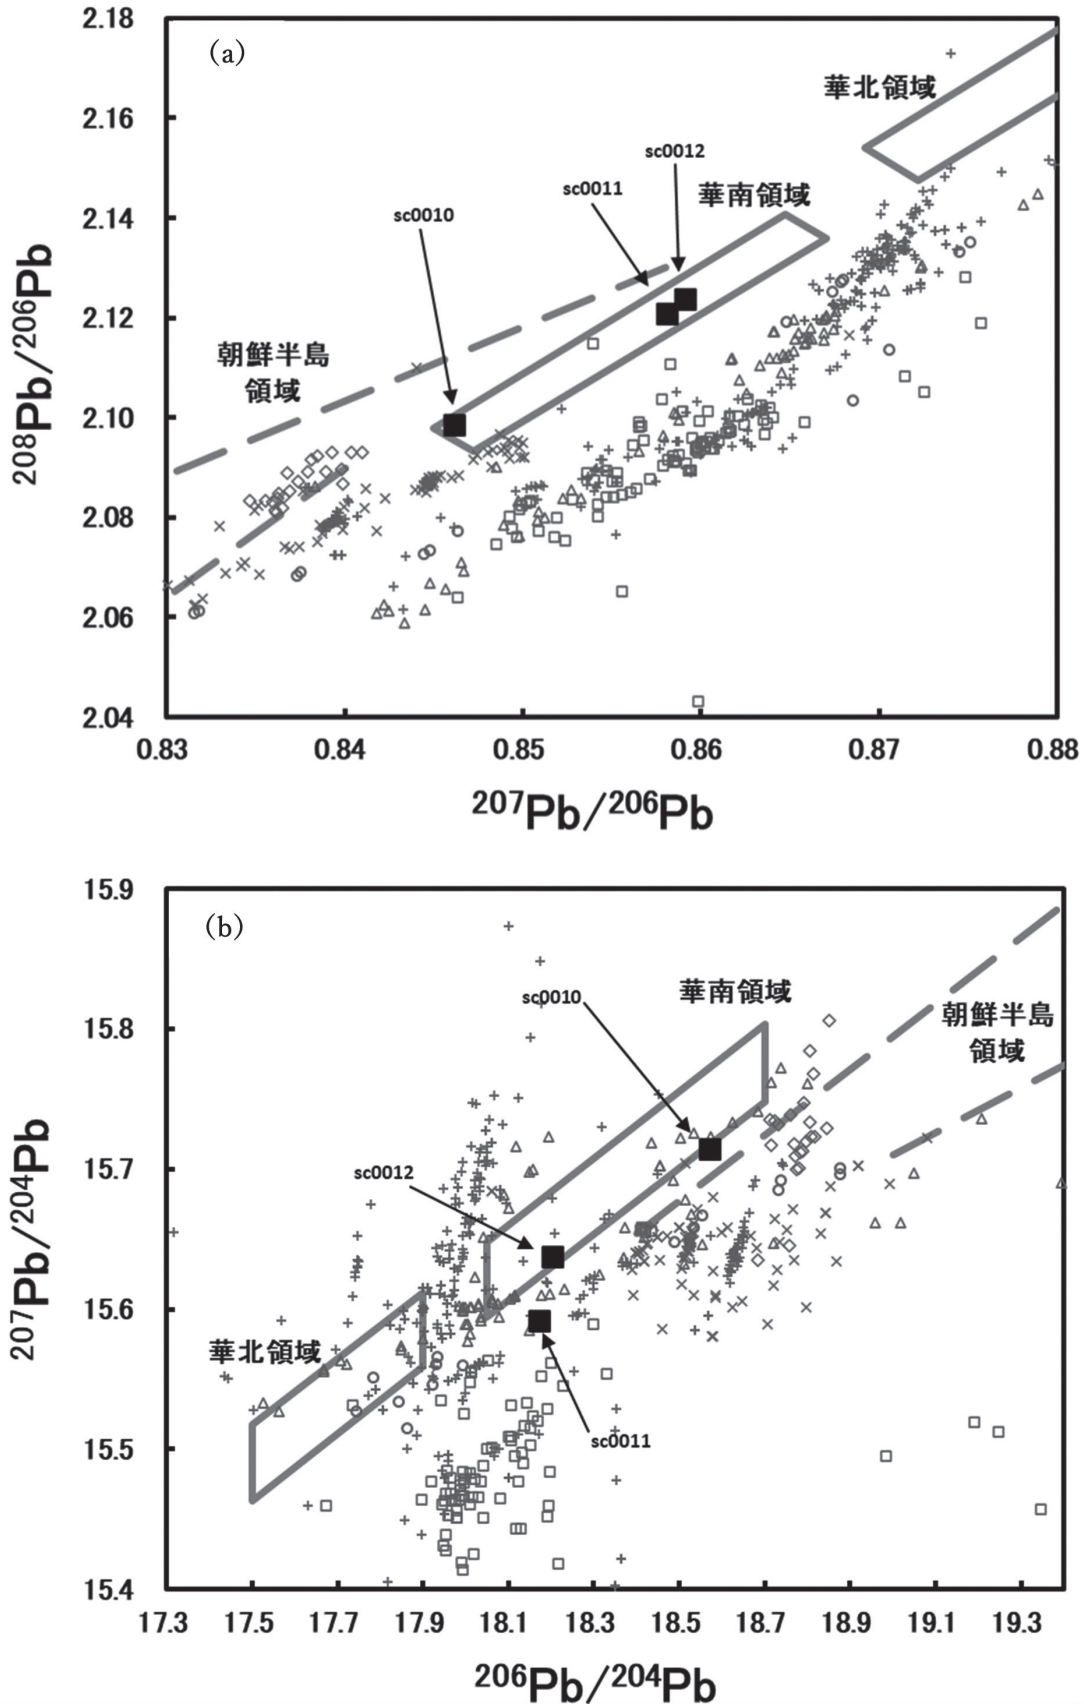 (a)
2.18
2.16
2.14
2.12
2.10
2.08
2.06
2.04
208Pb/206Pb
華北領域
sc0012
sc0011
華南領域
sc0010
朝鮮半島
領域
0.83 0.84 0.85 0.86 0.87 0.88
207Pb/206Pb
(b)
15.9
15.8
15.7
15.6
15.5
15.4
207Pb/204Pb
sc0010
華南領域
朝鮮半島
領域
sc0012
華北領域
sc0011
17.3 17.5 17.7 17.9 18.1 18.3 18.5 18.7 18.9 19.1 19.3
206Pb/204Pb